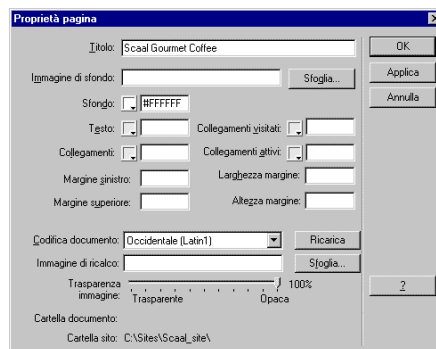 Proprietà pagina
Titolo: Scaal Gourmet Coffee OK
Immagine di sfondo: Sfoglia... Applica
Sfondo: #FFFFFF Annulla
Testo: Collegamenti visitati:
Collegamenti: Collegamenti attivi:
Margine sinistro: Larghezza margine:
Margine superiore: Altezza margine:
Codifica documento: Occidentale (Latin1) Ricarica
Immagine di ricalco: Sfoglia...
Trasparenza immagine: 100% ?
Trasparente Opaca
Cartella documento:
Cartella sito: C:\Sites\Scaal_site\